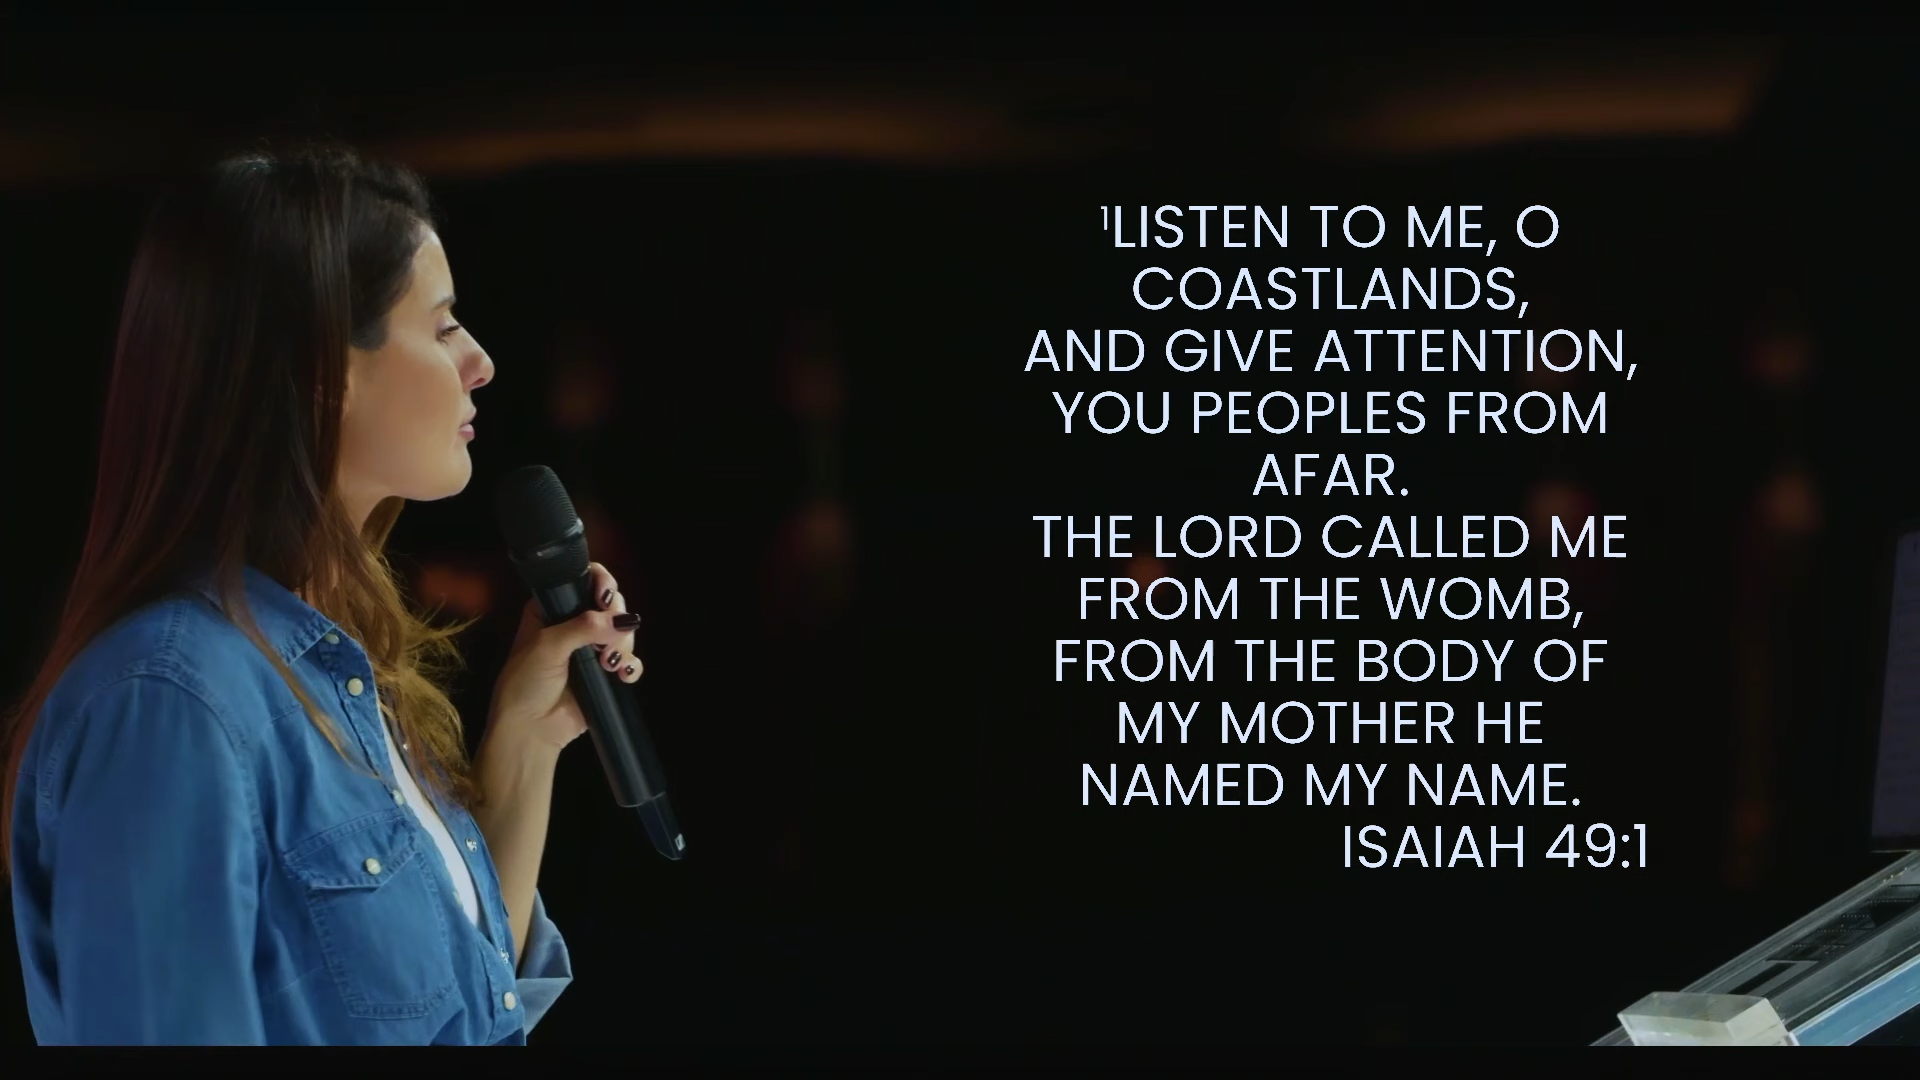 ¹LISTEN TO ME, O
COASTLANDS,
AND GIVE ATTENTION,
YOU PEOPLES FROM
AFAR.
THE LORD CALLED ME
FROM THE WOMB,
FROM THE BODY OF
MY MOTHER HE
NAMED MY NAME.
ISAIAH 49:1